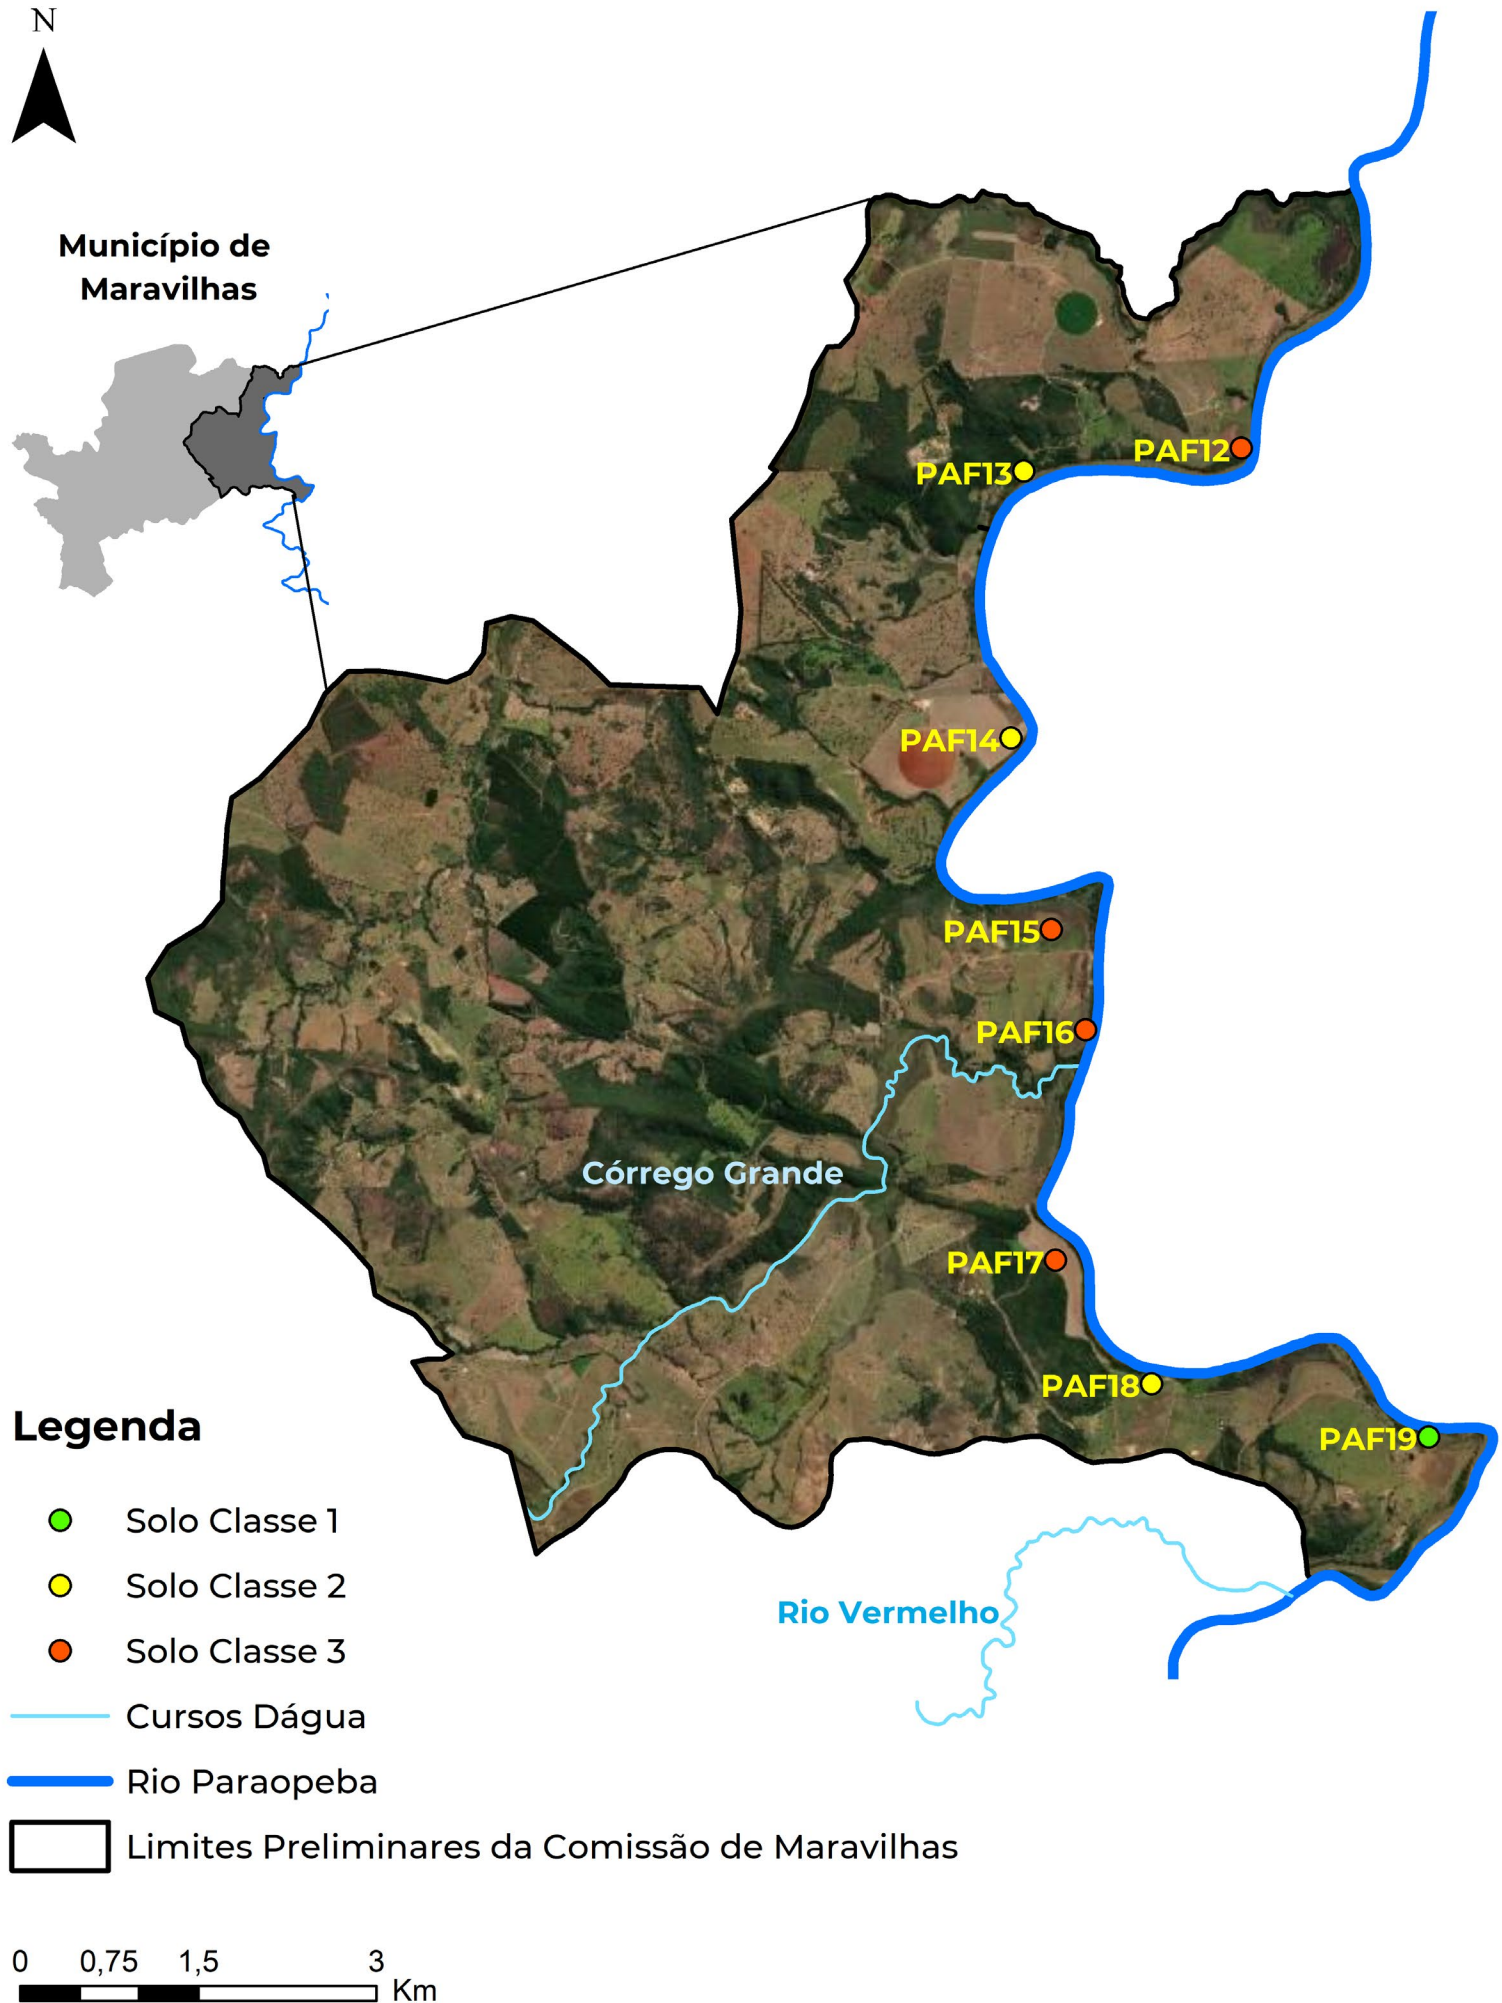 N
Município de
Maravilhas
PAF12
PAF13
PAF14
PAF15
PAF16
Córrego Grande
PAF17
PAF18
PAF19
Rio Vermelho
Legenda
Solo Classe 1
Solo Classe 2
Solo Classe 3
Cursos Dágua
Rio Paraopeba
Limites Preliminares da Comissão de Maravilhas
0 0,75 1,5 3
Km